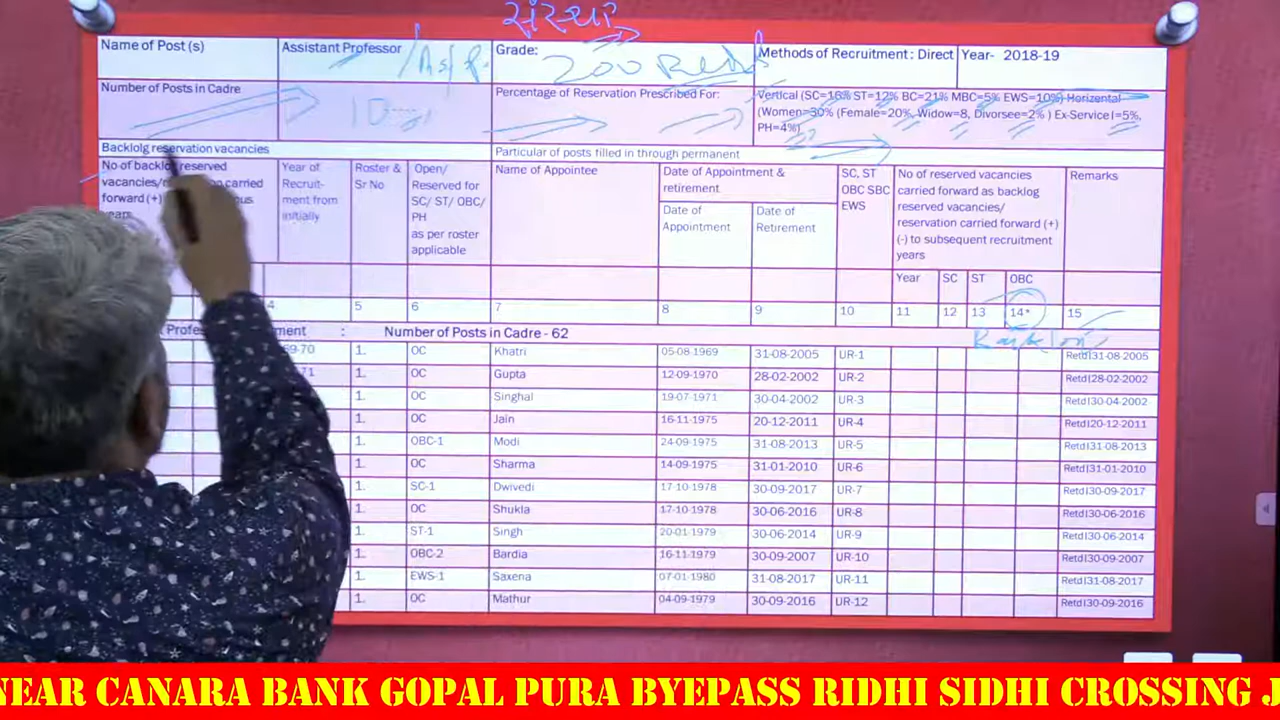 Name of Post (s)
Assistant Professor
Grade:
200 Retd
Methods of Recruitment : Direct
Year- 2018-19
Number of Posts in Cadre
Percentage of Reservation Prescribed For:
Vertical (SC=16% ST=12% BC=21% MBC=5% EWS=10%) Horizental
(Women=30% (Female=20%, Widow=8, Divorsee=2% ) Ex-Service I=5%,
PH=4%)
Backlolg reservation vacancies
Particular of posts filled in through permanent
No of backlog reserved
vacancies/ carried
forward (+)
years
Year of
Recruit-
ment from
initially
Roster &
Sr No
Open/
Reserved for
SC/ ST/ OBC/
PH
as per roster
applicable
Name of Appointee
Date of Appointment &
retirement
Date of
Appointment
Date of
Retirement
SC, ST
OBC SBC
EWS
No of reserved vacancies
carried forward as backlog
reserved vacancies/
reservation carried forward (+)
(-) to subsequent recruitment
years
Remarks
Year SC ST OBC
4 5 6 7 8 9 10 11 12 13 14* 15
: Number of Posts in Cadre - 62
69-70 1. OC Khatri 05-08-1969 31-08-2005 UR-1 Retd|31-08-2005
71 1. OC Gupta 12-09-1970 28-02-2002 UR-2 Retd|28-02-2002
1. OC Singhal 19-07-1971 30-04-2002 UR-3 Retd|30-04-2002
1. OC Jain 16-11-1975 20-12-2011 UR-4 Retd|20-12-2011
1. OBC-1 Modi 24-09-1975 31-08-2013 UR-5 Retd|31-08-2013
1. OC Sharma 14-09-1975 31-01-2010 UR-6 Retd|31-01-2010
1. SC-1 Dwivedi 17-10-1978 30-09-2017 UR-7 Retd|30-09-2017
1. OC Shukla 17-10-1978 30-06-2016 UR-8 Retd|30-06-2016
1. ST-1 Singh 20-01-1979 30-06-2014 UR-9 Retd|30-06-2014
1. OBC-2 Bardia 16-11-1979 30-09-2007 UR-10 Retd|30-09-2007
1. EWS-1 Saxena 07-01-1980 31-08-2017 UR-11 Retd|31-08-2017
1. OC Mathur 04-09-1979 30-09-2016 UR-12 Retd|30-09-2016
NEAR CANARA BANK GOPAL PURA BYEPASS RIDHI SIDHI CROSSING J